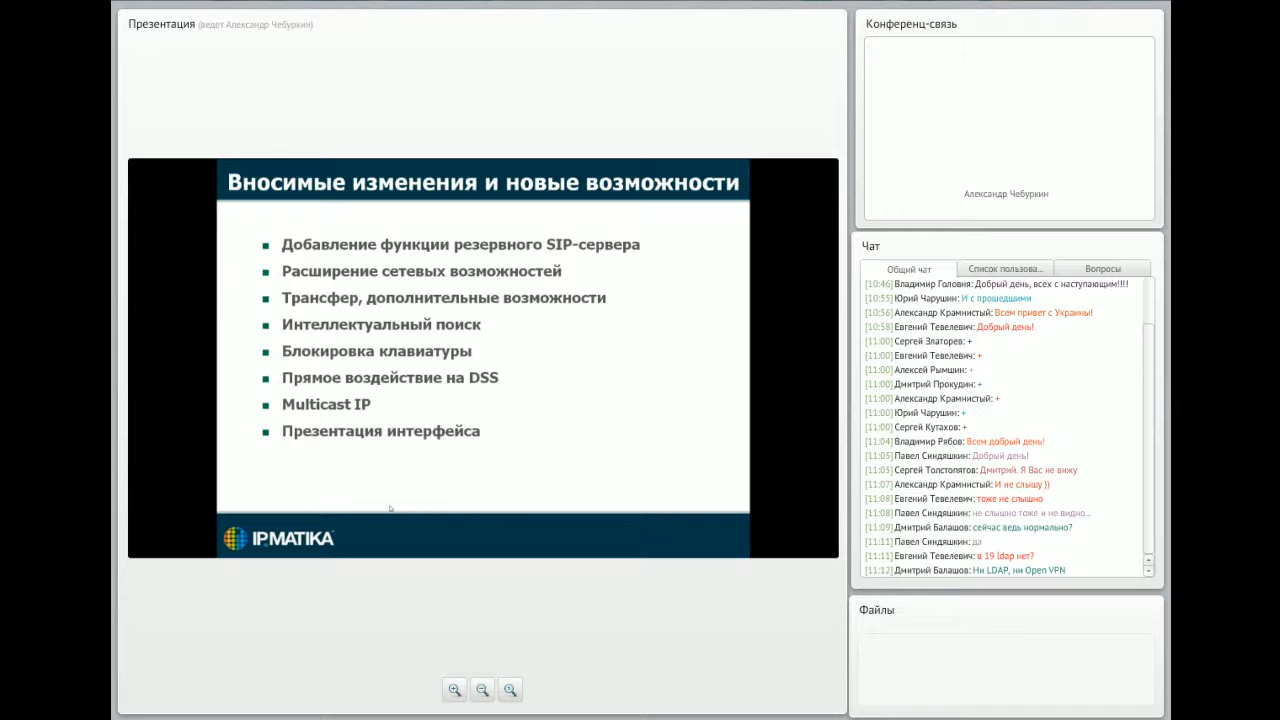 Презентация (ведет Александр Чебуркин)
Вносимые изменения и новые возможности
Добавление функции резервного SIP-сервера
Расширение сетевых возможностей
Трансфер, дополнительные возможности
Интеллектуальный поиск
Блокировка клавиатуры
Прямое воздействие на DSS
Multicast IP
Презентация интерфейса
IPMATIKA
Конференц-связь
Александр Чебуркин
Чат
Общий чат
Список пользова...
Вопросы
[10:46] Владимир Головня: Добрый день, всех с наступающим!!!!
[10:55] Юрий Чарушин: И с прошедшими
[10:56] Александр Крамнистый: Всем привет с Украины!
[10:58] Евгений Тевелевич: Добрый день!
[11:00] Сергей Златорев: +
[11:00] Евгений Тевелевич: +
[11:00] Алексей Рымшин: +
[11:00] Дмитрий Прокудин: +
[11:00] Александр Крамнистый: +
[11:00] Юрий Чарушин: +
[11:00] Сергей Кутахов: +
[11:04] Владимир Рябов: Всем добрый день!
[11:05] Павел Синдяшкин: Добрый день!
[11:05] Сергей Толстопятов: Дмитрий. Я Вас не вижу
[11:07] Александр Крамнистый: И не слышу ))
[11:08] Евгений Тевелевич: тоже не слышно
[11:08] Павел Синдяшкин: не слышно тоже и не видно...
[11:09] Дмитрий Балашов: сейчас ведь нормально?
[11:11] Павел Синдяшкин: да
[11:11] Евгений Тевелевич: в 19 ldap нет?
[11:12] Дмитрий Балашов: Ни LDAP, ни Open VPN
Файлы